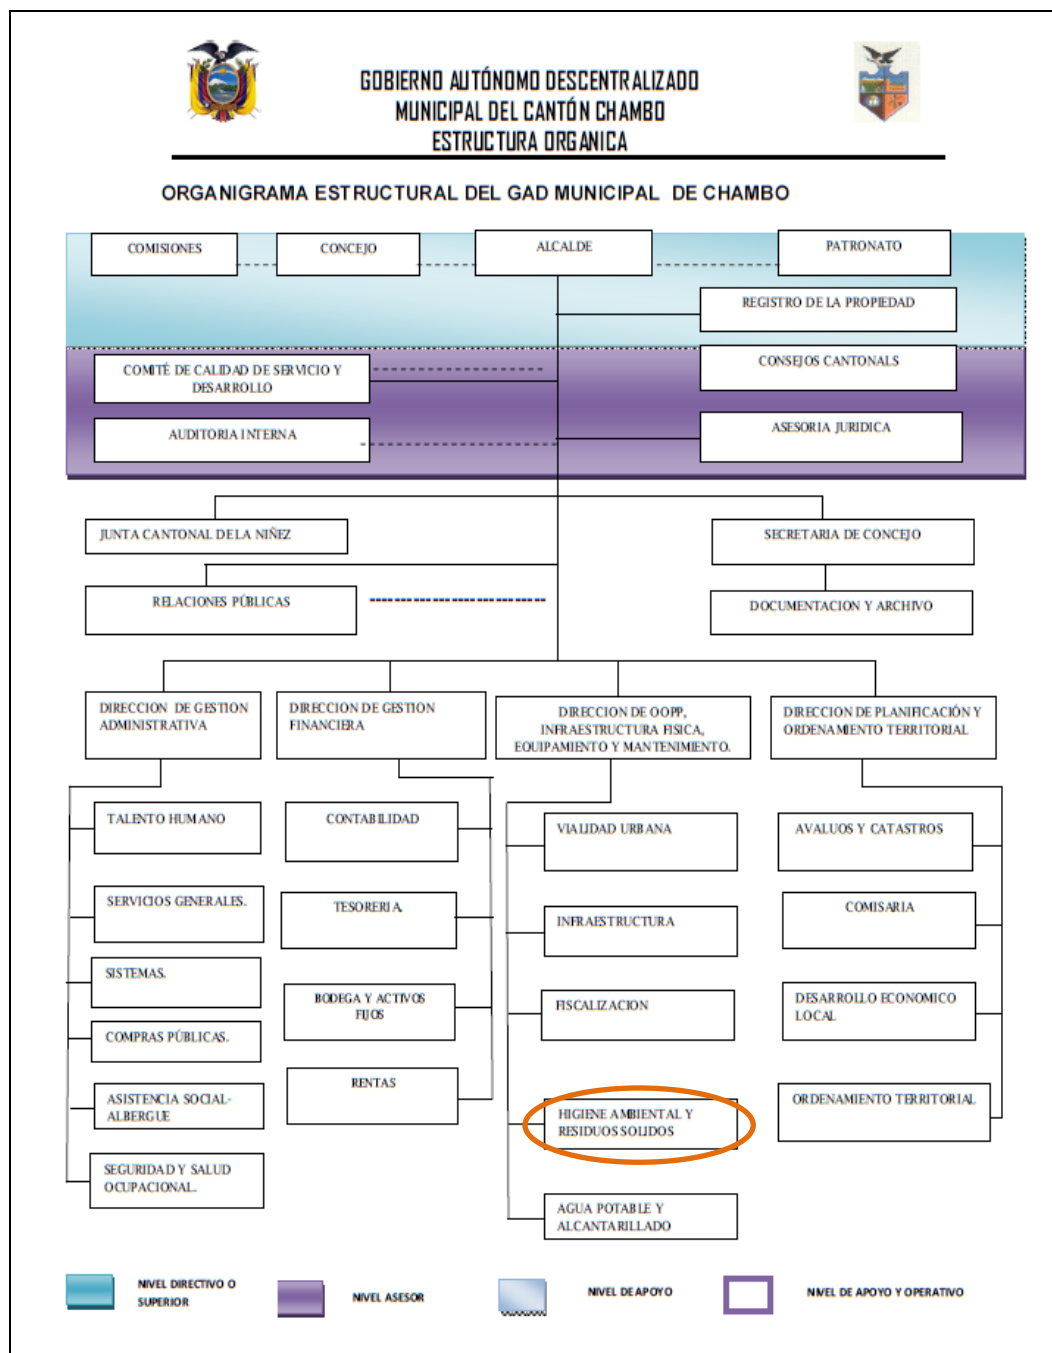 GOBIERNO AUTÓNOMO DESCENTRALIZADO
MUNICIPAL DEL CANTÓN CHAMBO
ESTRUCTURA ORGANICA
ORGANIGRAMA ESTRUCTURAL DEL GAD MUNICIPAL DE CHAMBO
COMISIONES
CONCEJO
ALCALDE
PATRONATO
REGISTRO DE LA PROPIEDAD
COMITÉ DE CALIDAD DE SERVICIO Y
DESARROLLO
CONSEJOS CANTONALS
AUDITORIA INTERNA
ASESORIA JURIDICA
JUNTA CANTONAL DE LA NIÑEZ
SECRETARIA DE CONCEJO
RELACIONES PÚBLICAS
DOCUMENTACION Y ARCHIVO
DIRECCION DE GESTION
ADMINISTRATIVA
DIRECCION DE GESTION
FINANCIERA
DIRECCION DE OOPP,
INFRAESTRUCTURA FISICA,
EQUIPAMIENTO Y MANTENIMIENTO.
DIRECCION DE PLANIFICACIÓN Y
ORDENAMIENTO TERRITORIAL
TALENTO HUMANO
SERVICIOS GENERALES.
SISTEMAS.
COMPRAS PÚBLICAS.
ASISTENCIA SOCIAL-
ALBERGUE
SEGURIDAD Y SALUD
OCUPACIONAL.
CONTABILIDAD
TESORERIA.
BODEGA Y ACTIVOS
FIJOS
RENTAS
VIALIDAD URBANA
INFRAESTRUCTURA
FISCALIZACION
HIGIENE AMBIENTAL Y
RESIDUOS SOLIDOS
AGUA POTABLE Y
ALCANTARILLADO
AVALUOS Y CATASTROS
COMISARIA
DESARROLLO ECONOMICO
LOCAL
ORDENAMIENTO TERRITORIAL
NIVEL DIRECTIVO O
SUPERIOR
NIVEL ASESOR
NIVEL DE APOYO
NIVEL DE APOYO Y OPERATIVO